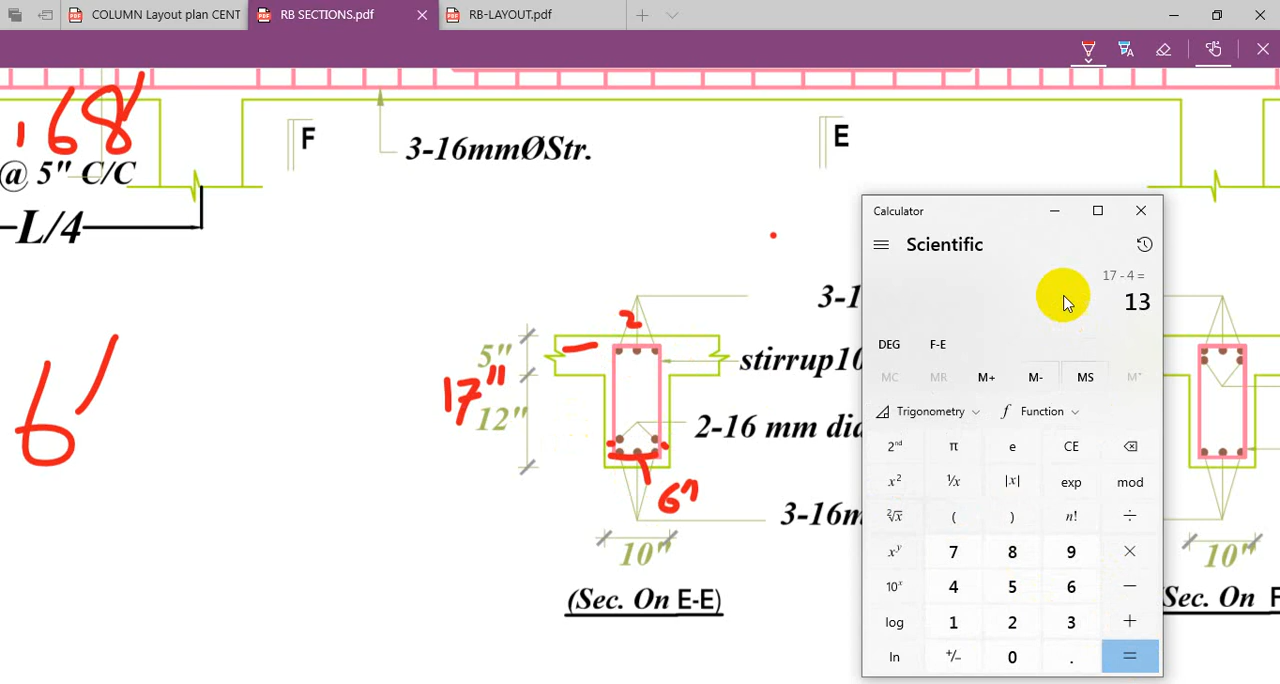 COLUMN Layout plan CENT
RB SECTIONS.pdf
RB-LAYOUT.pdf
168'
@ 5" C/C
L/4
F
3-16mmØStr.
E
6'
5"
17"
12"
2
3-1
stirrup10
2-16 mm dia
6"
3-16m
10"
(Sec. On E-E)
10"
Sec. On F
Calculator
Scientific
17 - 4 =
13
DEG
F-E
MC MR M+ M- MS M˅
Trigonometry
f Function
2ⁿᵈ π e CE
x² ¹/x |x| exp mod
²√x ( ) n! ÷
xʸ 7 8 9 ×
10ˣ 4 5 6 −
log 1 2 3 +
ln +/− 0 . =